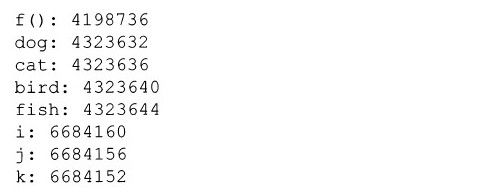 f(): 4198736
dog: 4323632
cat: 4323636
bird: 4323640
fish: 4323644
i: 6684160
j: 6684156
k: 6684152